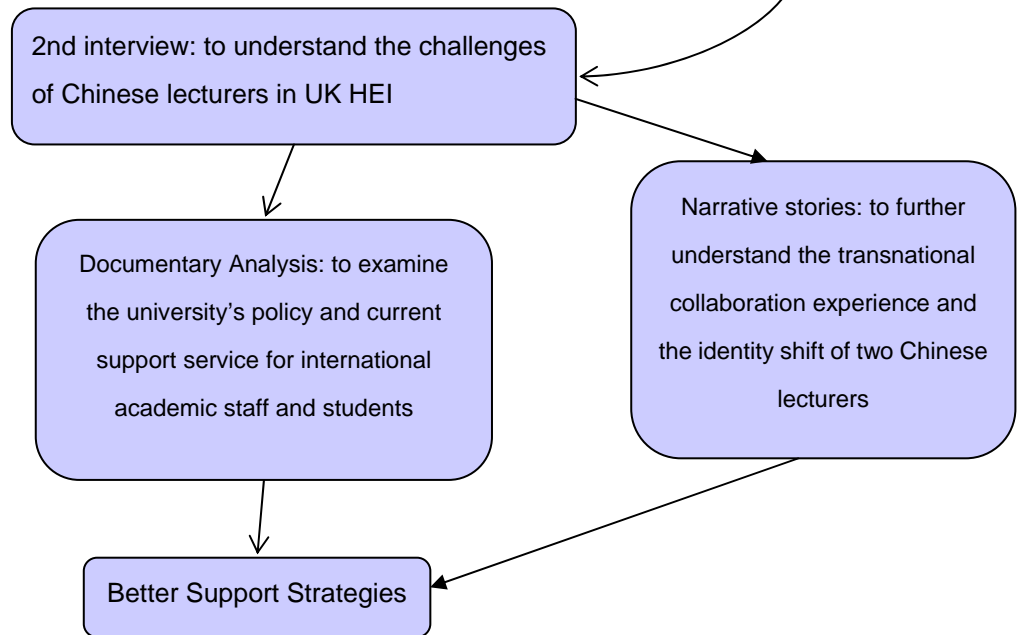 2nd interview: to understand the challenges
of Chinese lecturers in UK HEI
Documentary Analysis: to examine
the university’s policy and current
support service for international
academic staff and students
Narrative stories: to further
understand the transnational
collaboration experience and
the identity shift of two Chinese
lecturers
Better Support Strategies